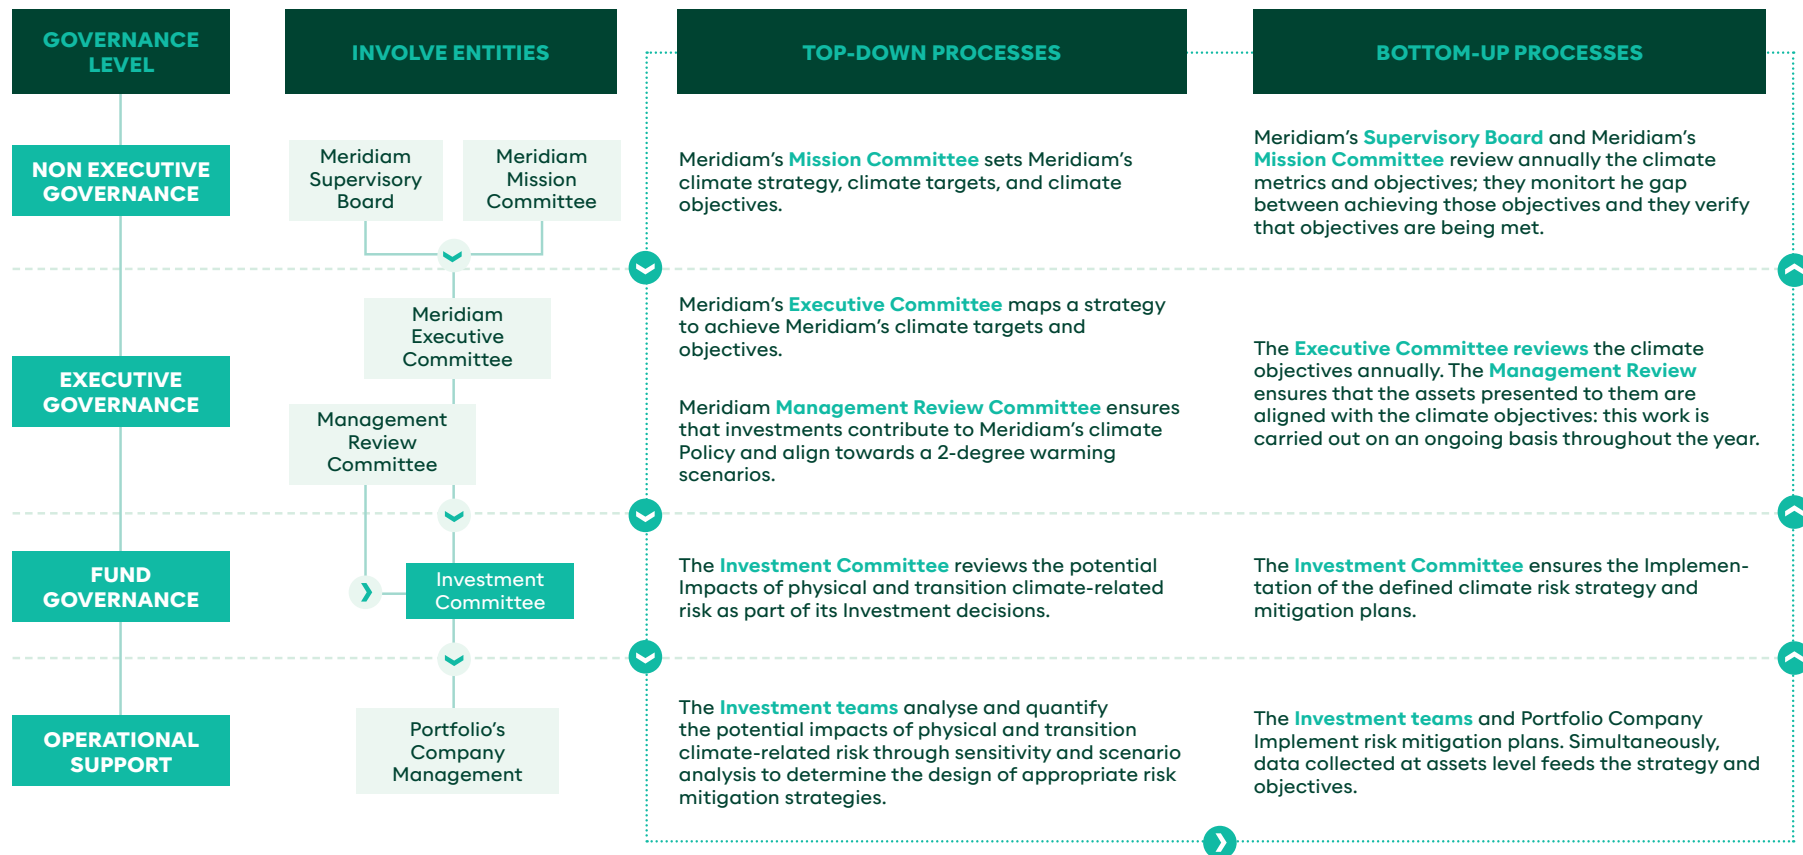 GOVERNANCE
LEVEL
INVOLVE ENTITIES
TOP-DOWN PROCESSES
BOTTOM-UP PROCESSES
NON EXECUTIVE
GOVERNANCE
Meridiam
Supervisory
Board
Meridiam
Mission
Committee
Meridiam’s Mission Committee sets Meridiam’s
climate strategy, climate targets, and climate
objectives.
Meridiam’s Supervisory Board and Meridiam’s
Mission Committee review annually the climate
metrics and objectives; they monitort he gap
between achieving those objectives and they verify
that objectives are being met.
EXECUTIVE
GOVERNANCE
Meridiam
Executive
Committee
Management
Review
Committee
Meridiam’s Executive Committee maps a strategy
to achieve Meridiam’s climate targets and
objectives.
Meridiam Management Review Committee ensures
that investments contribute to Meridiam’s climate
Policy and align towards a 2-degree warming
scenarios.
The Executive Committee reviews the climate
objectives annually. The Management Review
ensures that the assets presented to them are
aligned with the climate objectives: this work is
carried out on an ongoing basis throughout the year.
FUND
GOVERNANCE
Investment
Committee
The Investment Committee reviews the potential
Impacts of physical and transition climate-related
risk as part of its Investment decisions.
The Investment Committee ensures the Implemen-
tation of the defined climate risk strategy and
mitigation plans.
OPERATIONAL
SUPPORT
Portfolio’s
Company
Management
The Investment teams analyse and quantify
the potential impacts of physical and transition
climate-related risk through sensitivity and scenario
analysis to determine the design of appropriate risk
mitigation strategies.
The Investment teams and Portfolio Company
Implement risk mitigation plans. Simultaneously,
data collected at assets level feeds the strategy and
objectives.